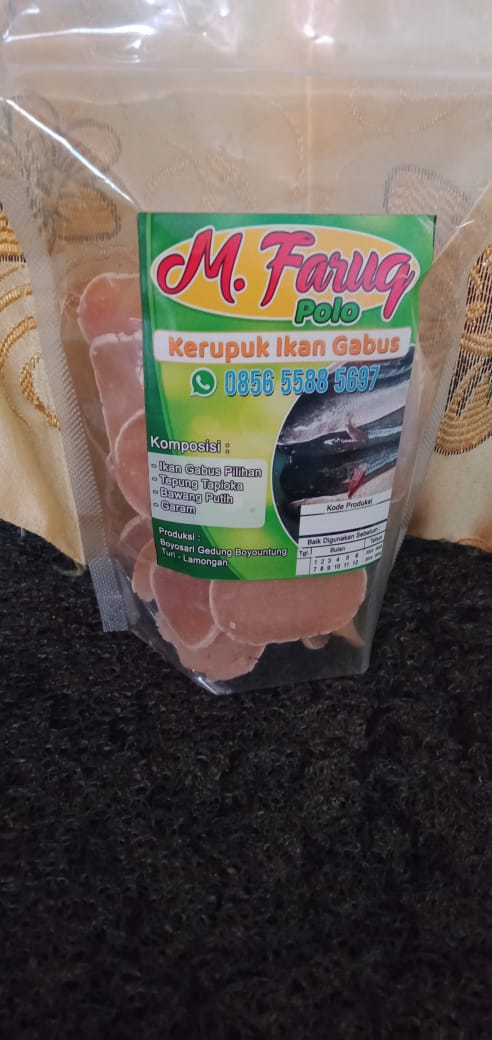 M. Faruq
Polo
Kerupuk Ikan Gabus
0856 5588 5697
Komposisi :
- Ikan Gabus Pilihan
- Tepung Tapioka
- Bawang Putih
- Garam
Produksi :
Boyosari Gedung Boyountung
Turi - Lamongan
Kode Produksi
Baik Digunakan Sebelum :
Tgl. Bulan Tahun
1 2 3 4 5 6
7 8 9 10 11 12